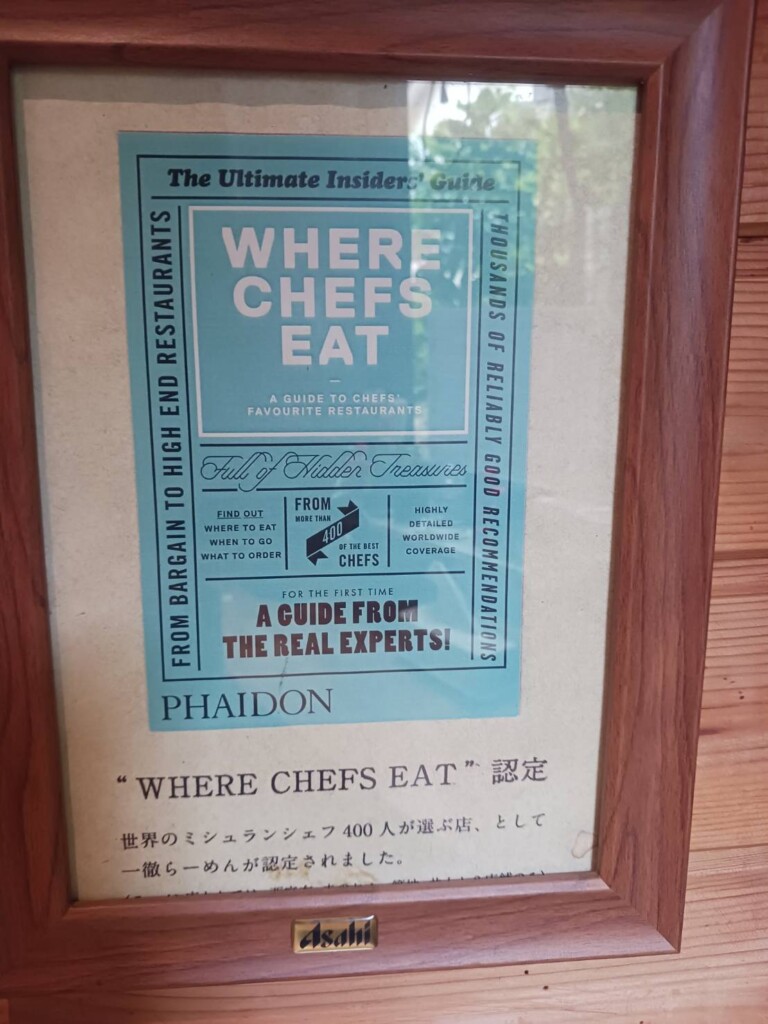 The Ultimate Insiders' Guide
FROM BARGAIN TO HIGH END RESTAURANTS
WHERE
CHEFS
EAT
A GUIDE TO CHEFS'
FAVOURITE RESTAURANTS
THOUSANDS OF RELIABLY GOOD RECOMMENDATIONS
Full of Hidden Treasures
FIND OUT
WHERE TO EAT
WHEN TO GO
WHAT TO ORDER
FROM
MORE THAN
400
OF THE BEST
CHEFS
HIGHLY
DETAILED
WORLDWIDE
COVERAGE
FOR THE FIRST TIME
A GUIDE FROM
THE REAL EXPERTS!
PHAIDON
“WHERE CHEFS EAT” 認定
世界のミシュランシェフ 400 人が選ぶ店、として
一徹らーめんが認定されました。
Asahi